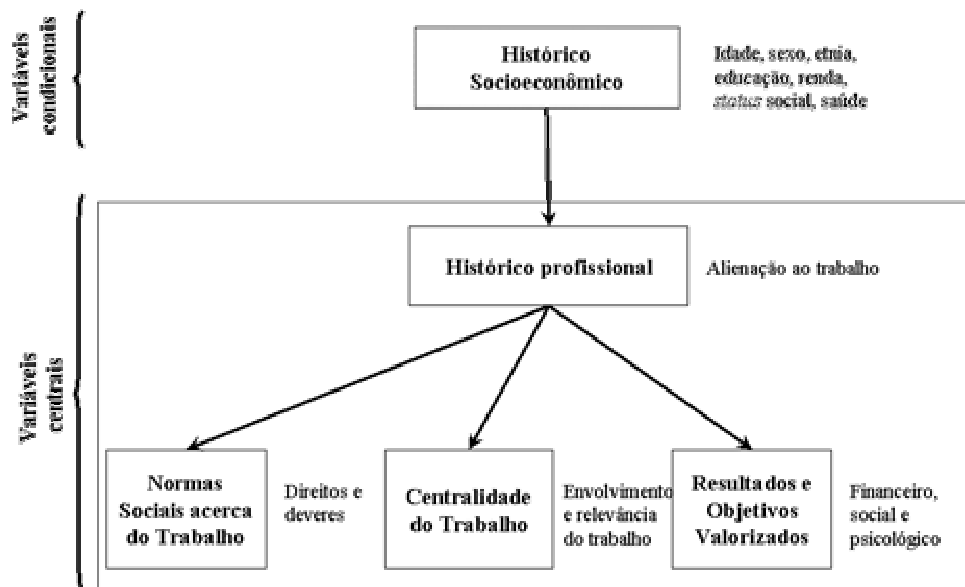 Variáveis
condicionais
Histórico
Socioeconômico
Idade, sexo, etnia,
educação, renda,
status social, saúde
Variáveis
centrais
Histórico profissional
Alienação ao trabalho
Normas
Sociais acerca
do Trabalho
Direitos e
deveres
Centralidade
do Trabalho
Envolvimento
e relevância
do trabalho
Resultados e
Objetivos
Valorizados
Financeiro,
social e
psicológico